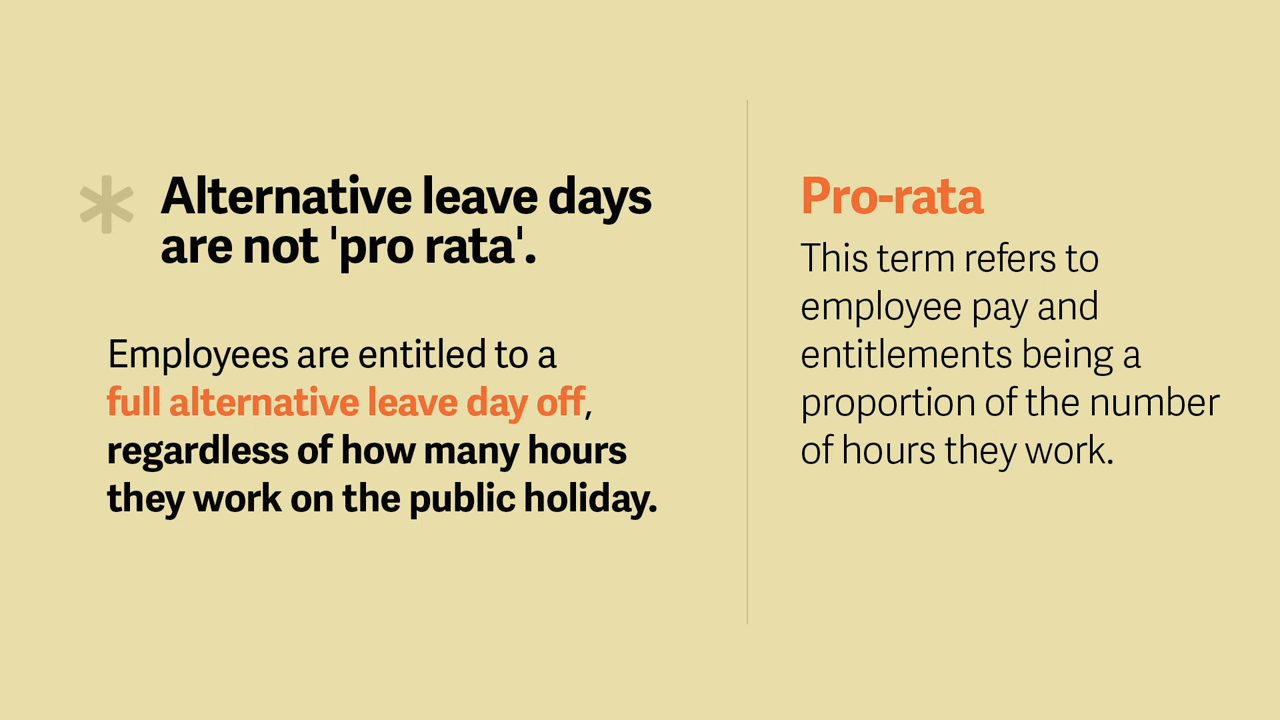 * Alternative leave days
are not 'pro rata'.
Employees are entitled to a
full alternative leave day off,
regardless of how many hours
they work on the public holiday.
Pro-rata
This term refers to
employee pay and
entitlements being a
proportion of the number
of hours they work.